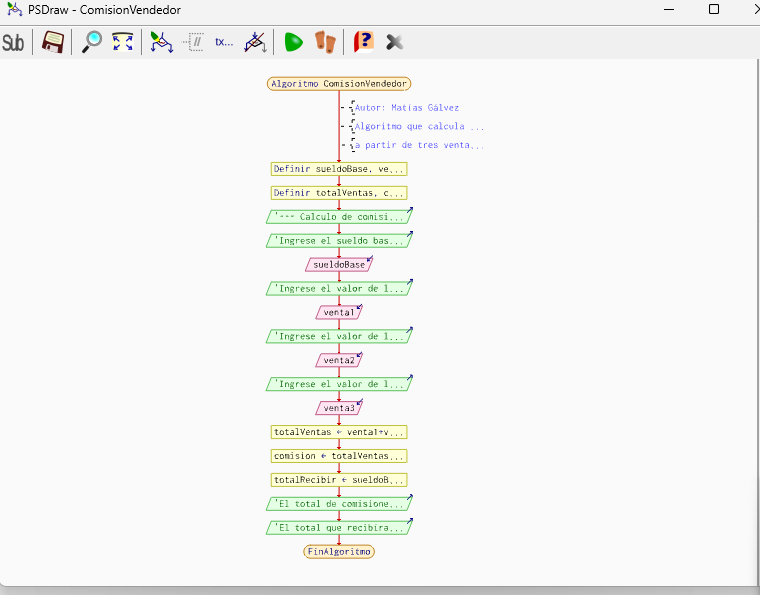 PSDraw - ComisionVendedor
Sub
tx...
?
Algoritmo ComisionVendedor
Autor: Matías Gálvez
Algoritmo que calcula ...
a partir de tres venta...
Definir sueldoBase, ve...
Definir totalVentas, c...
'--- Calculo de comisi...
'Ingrese el sueldo bas...
sueldoBase
'Ingrese el valor de l...
venta1
'Ingrese el valor de l...
venta2
'Ingrese el valor de l...
venta3
totalVentas ← venta1+v...
comision ← totalVentas...
totalRecibir ← sueldoB...
'El total de comisione...
'El total que recibira...
FinAlgoritmo